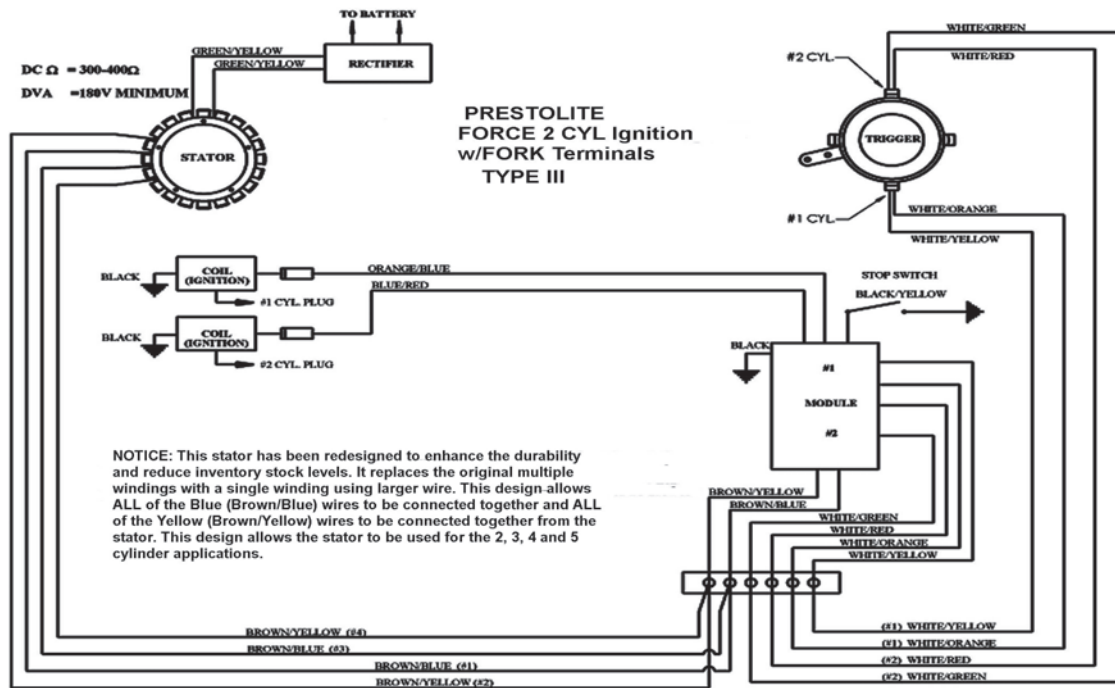 TO BATTERY
WHITE/GREEN
GREEN/YELLOW
WHITE/RED
GREEN/YELLOW
RECTIFIER
#2 CYL.
DC Ω = 300-400Ω
DVA =180V MINIMUM
PRESTOLITE
FORCE 2 CYL Ignition
w/FORK Terminals
TYPE III
STATOR
TRIGGER
WHITE/ORANGE
#1 CYL.
WHITE/YELLOW
ORANGE/BLUE
BLACK
COIL
(IGNITION)
STOP SWITCH
BLUE/RED
BLACK/YELLOW
#1 CYL. PLUG
BLACK
COIL
(IGNITION)
BLACK
#2 CYL. PLUG
#1
MODULE
#2
NOTICE: This stator has been redesigned to enhance the durability
and reduce inventory stock levels. It replaces the original multiple
windings with a single winding using larger wire. This design allows
ALL of the Blue (Brown/Blue) wires to be connected together and ALL
of the Yellow (Brown/Yellow) wires to be connected together from the
stator. This design allows the stator to be used for the 2, 3, 4 and 5
cylinder applications.
BROWN/YELLOW
BROWN/BLUE
WHITE/GREEN
WHITE/RED
WHITE/ORANGE
WHITE/YELLOW
BROWN/YELLOW (#4)
(#1) WHITE/YELLOW
BROWN/BLUE (#3)
(#1) WHITE/ORANGE
BROWN/BLUE (#1)
(#2) WHITE/RED
BROWN/YELLOW (#2)
(#2) WHITE/GREEN